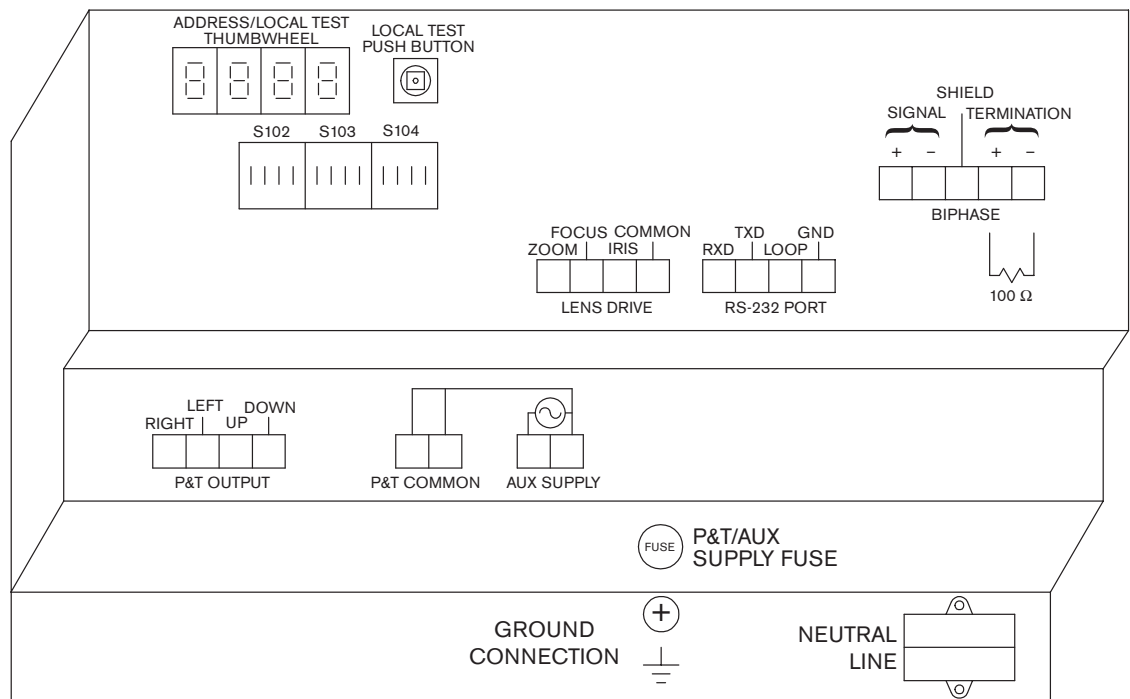 ADDRESS/LOCAL TEST
THUMBWHEEL
LOCAL TEST
PUSH BUTTON
S102 S103 S104
SHIELD
SIGNAL TERMINATION
+ − + −
BIPHASE
100 Ω
FOCUS COMMON
ZOOM IRIS
LENS DRIVE
TXD GND
RXD LOOP
RS-232 PORT
LEFT DOWN
RIGHT UP
P&T OUTPUT
P&T COMMON
AUX SUPPLY
FUSE
P&T/AUX
SUPPLY FUSE
GROUND
CONNECTION
+
NEUTRAL
LINE